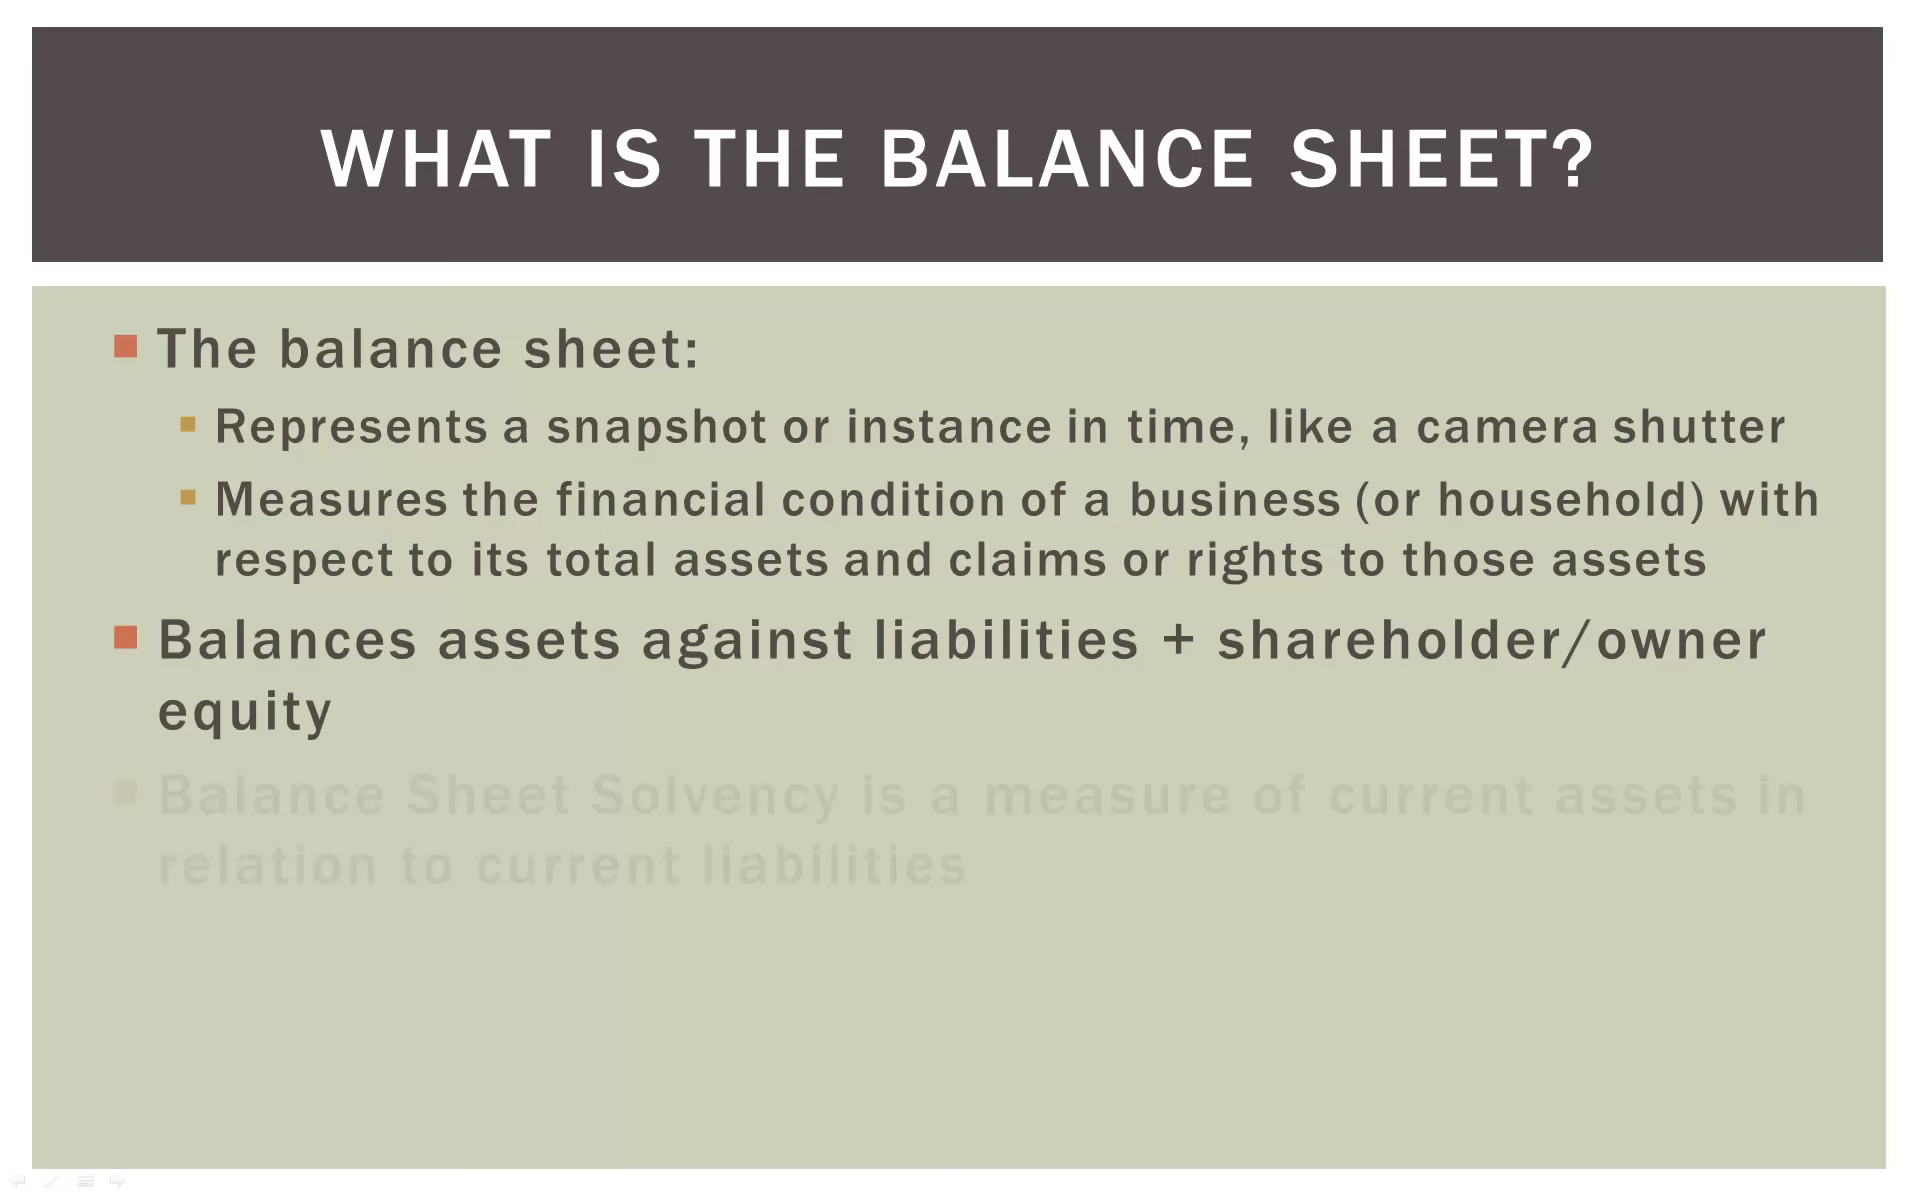 WHAT IS THE BALANCE SHEET?
The balance sheet:
Represents a snapshot or instance in time, like a camera shutter
Measures the financial condition of a business (or household) with
respect to its total assets and claims or rights to those assets
Balances assets against liabilities + shareholder/owner
equity
Balance Sheet Solvency is a measure of current assets in
relation to current liabilities